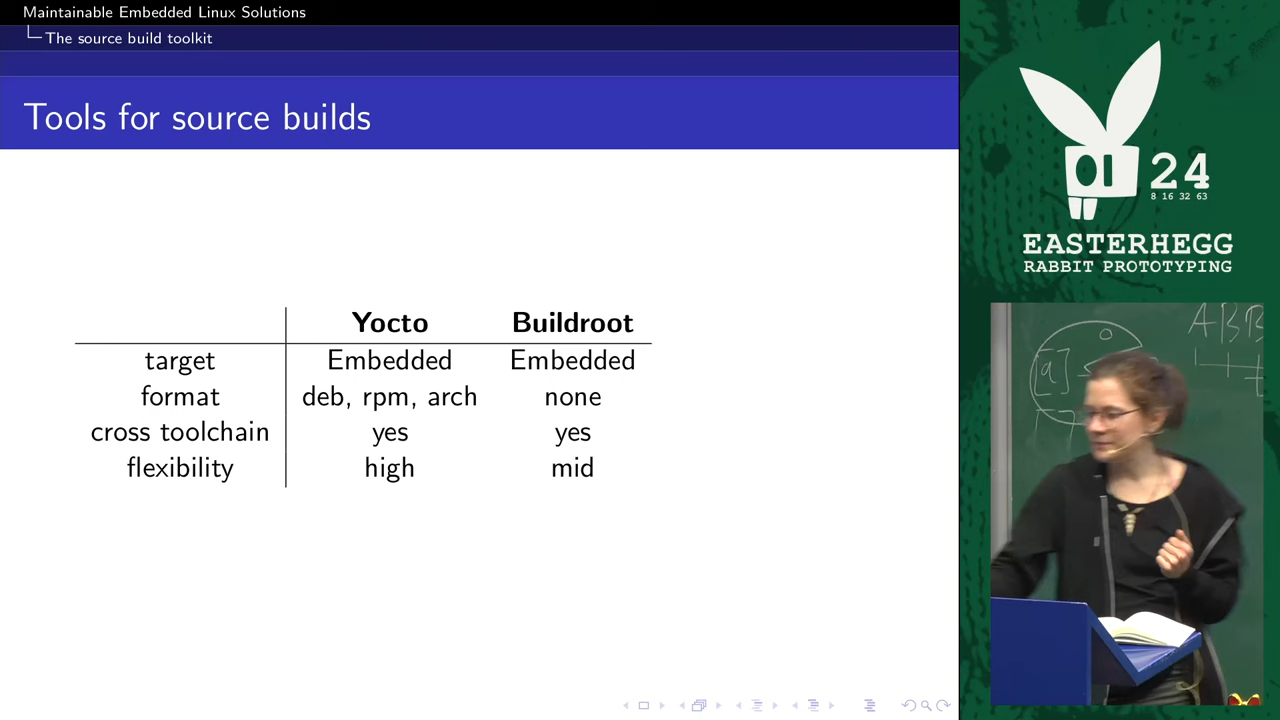 Maintainable Embedded Linux Solutions
The source build toolkit
Tools for source builds
Yocto Buildroot
target Embedded Embedded
format deb, rpm, arch none
cross toolchain yes yes
flexibility high mid
24
8 16 32 63
EASTERHEGG
RABBIT PROTOTYPING